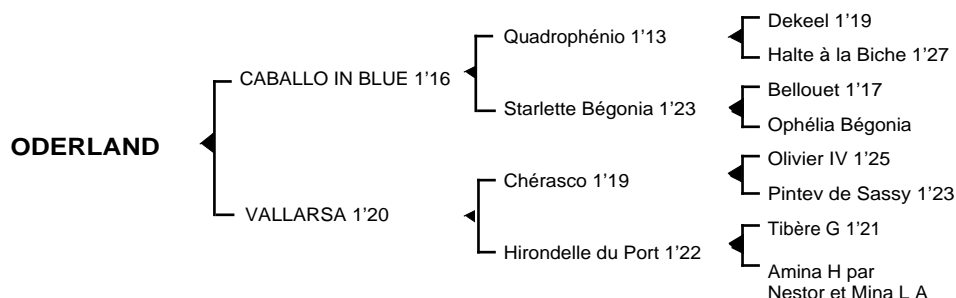 Dekeel 1’19
Quadrophénio 1’13
Halte à la Biche 1’27
CABALLO IN BLUE 1’16
Bellouet 1’17
Starlette Bégonia 1’23
Ophélia Bégonia
ODERLAND
Olivier IV 1’25
Chérasco 1’19
Pintev de Sassy 1’23
VALLARSA 1’20
Tibère G 1’21
Hirondelle du Port 1’22
Amina H par
Nestor et Mina L A